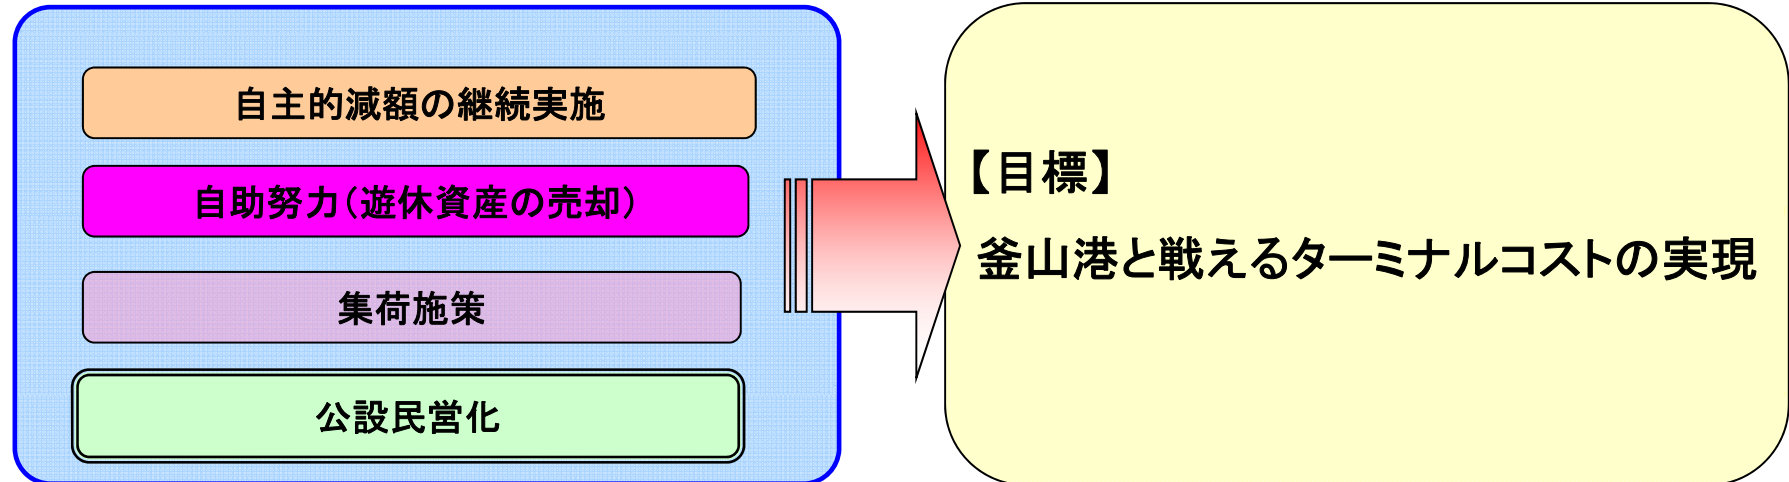 自主的減額の継続実施
自助努力（遊休資産の売却）
集荷施策
公設民営化
【目標】
釜山港と戦えるターミナルコストの実現